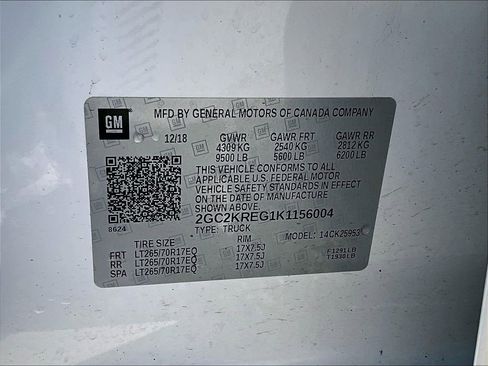 GM
MFD BY GENERAL MOTORS OF CANADA COMPANY
12/18 GVWR GAWR FRT GAWR RR
4309 KG 2540 KG 2812 KG
9500 LB 5600 LB 6200 LB
THIS VEHICLE CONFORMS TO ALL
APPLICABLE U.S. FEDERAL MOTOR
VEHICLE SAFETY STANDARDS IN EFFECT
ON THE DATE OF MANUFACTURE
SHOWN ABOVE.
2GC2KREG1K1156004
8624 TYPE: TRUCK MODEL: 14CK25953
TIRE SIZE RIM
FRT LT265/70R17EQ 17X7.5J F1291LB
RR LT265/70R17EQ 17X7.5J T1930LB
SPA LT265/70R17EQ 17X7.5J